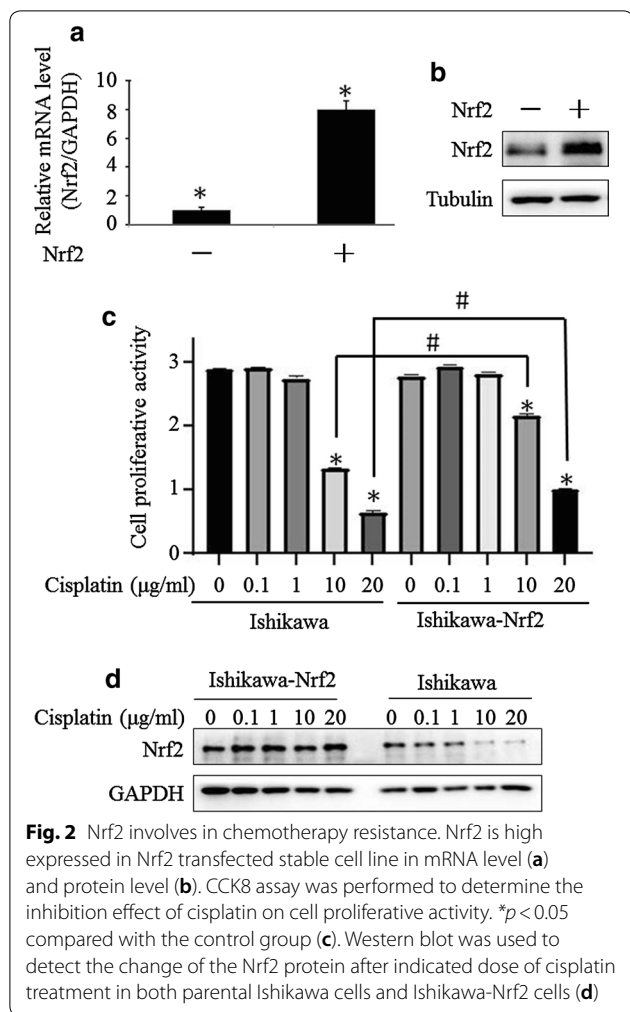 a
Relative mRNA level
(Nrf2/GAPDH)
10
8
6
4
2
0
*
*
Nrf2 − +
b
Nrf2 − +
Nrf2
Tubulin
c
Cell proliferative activity
3
2
1
0
# #
* * * *
Cisplatin (μg/ml) 0 0.1 1 10 20 0 0.1 1 10 20
Ishikawa Ishikawa-Nrf2
d
Ishikawa-Nrf2 Ishikawa
Cisplatin (μg/ml) 0 0.1 1 10 20 0 0.1 1 10 20
Nrf2
GAPDH
Fig. 2 Nrf2 involves in chemotherapy resistance. Nrf2 is high
expressed in Nrf2 transfected stable cell line in mRNA level (a)
and protein level (b). CCK8 assay was performed to determine the
inhibition effect of cisplatin on cell proliferative activity. *p < 0.05
compared with the control group (c). Western blot was used to
detect the change of the Nrf2 protein after indicated dose of cisplatin
treatment in both parental Ishikawa cells and Ishikawa-Nrf2 cells (d)